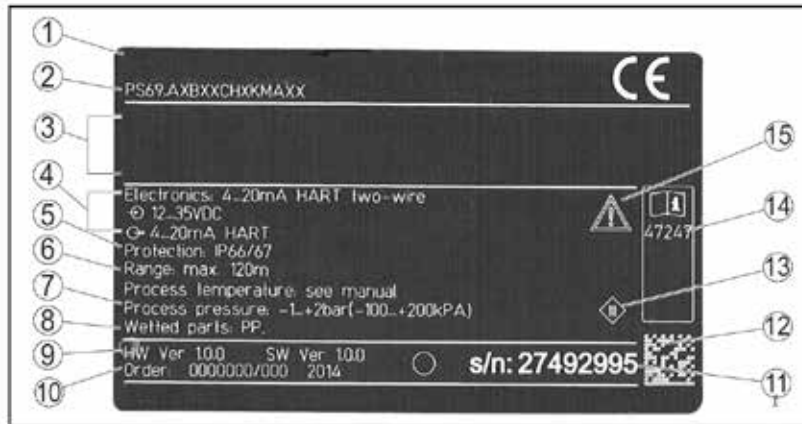 1
2
3
4
5
6
7
8
9
10
CE
PS69.AXBXXCHXKMAXX
Electronics: 4...20mA HART two-wire
12...35VDC
4...20mA HART
Protection: IP66/67
Range: max. 120m
Process temperature: see manual
Process pressure: -1...+2bar(-100...+200kPA)
Wetted parts: PP,
HW Ver 1.0.0 SW Ver 1.0.0
Order: 0000000/000 2014
s/n: 27492995
47247
15
14
13
12
11